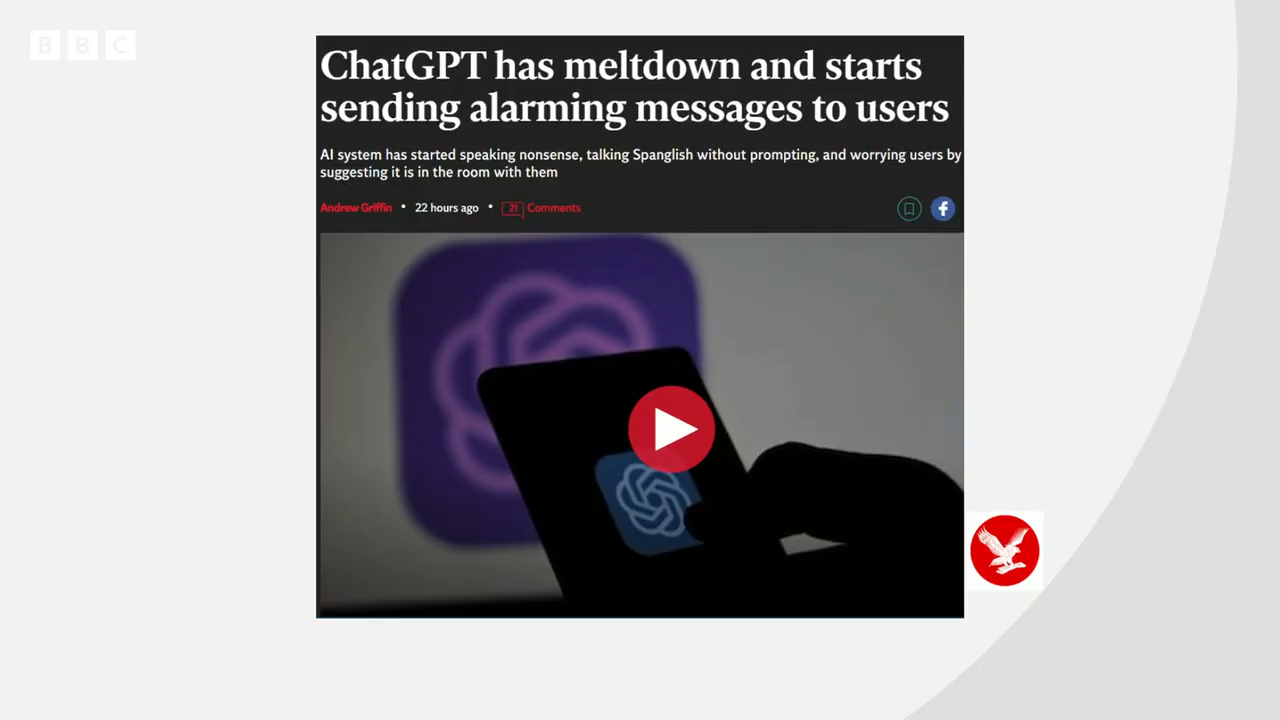 BBC
ChatGPT has meltdown and starts
sending alarming messages to users
AI system has started speaking nonsense, talking Spanglish without prompting, and worrying users by
suggesting it is in the room with them
Andrew Griffin • 22 hours ago • 21 Comments